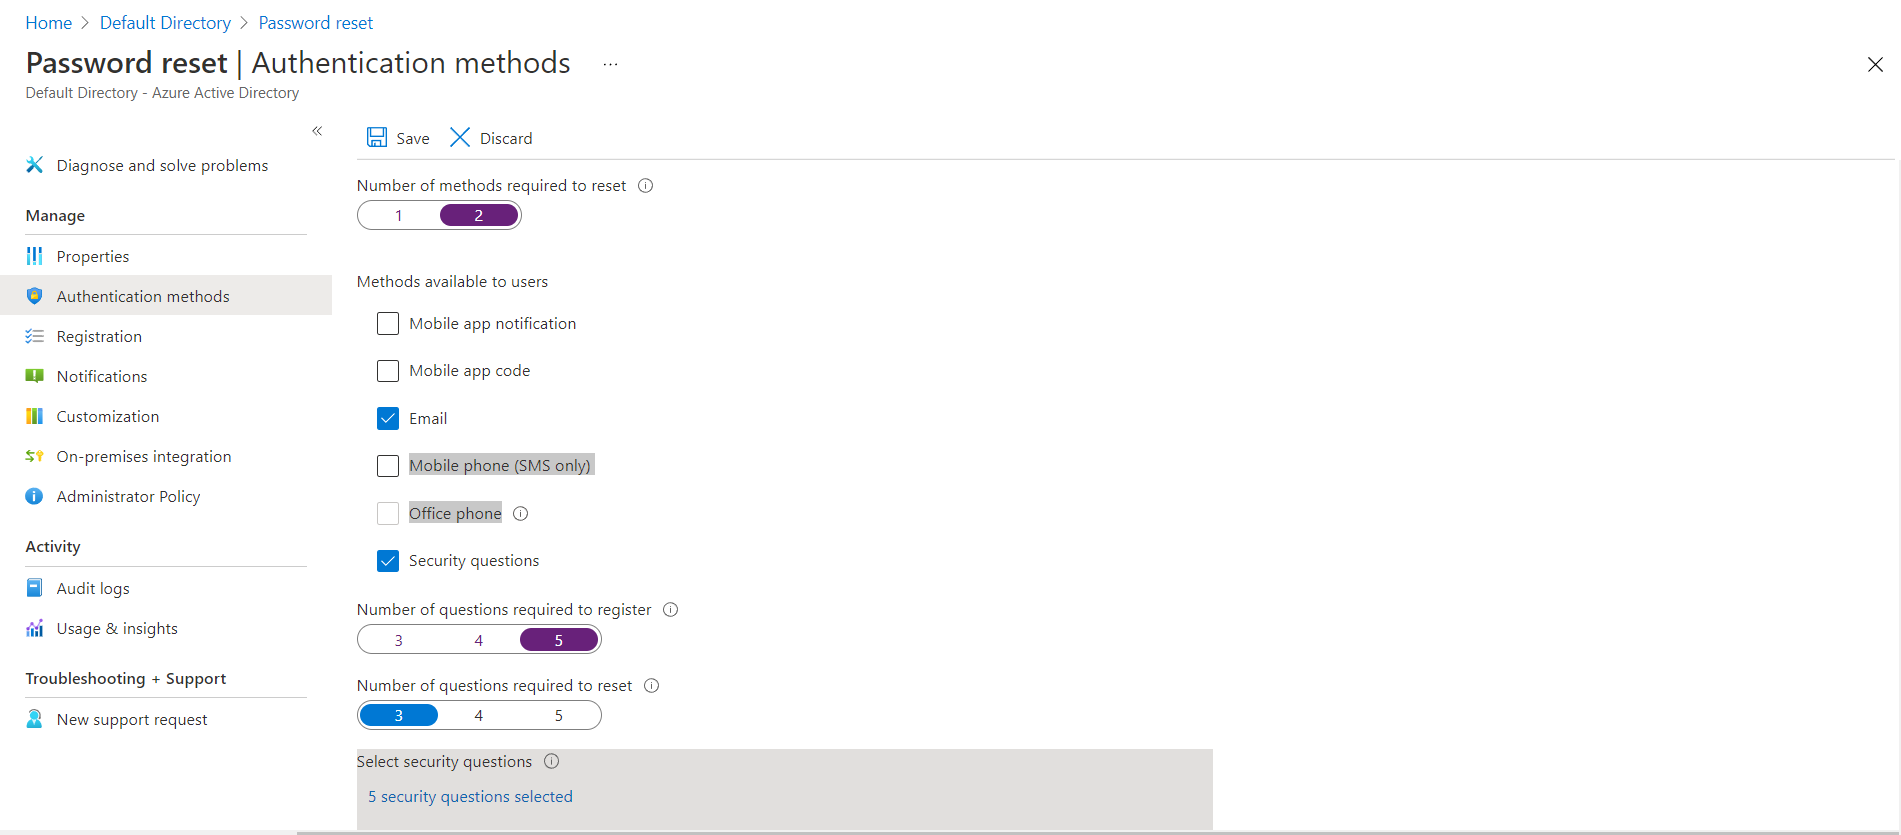 Home > Default Directory > Password reset
Password reset | Authentication methods ...
Default Directory - Azure Active Directory
«
Diagnose and solve problems
Manage
Properties
Authentication methods
Registration
Notifications
Customization
On-premises integration
Administrator Policy
Activity
Audit logs
Usage & insights
Troubleshooting + Support
New support request
Save Discard
Number of methods required to reset
1 2
Methods available to users
Mobile app notification
Mobile app code
Email
Mobile phone (SMS only)
Office phone
Security questions
Number of questions required to register
3 4 5
Number of questions required to reset
3 4 5
Select security questions
5 security questions selected